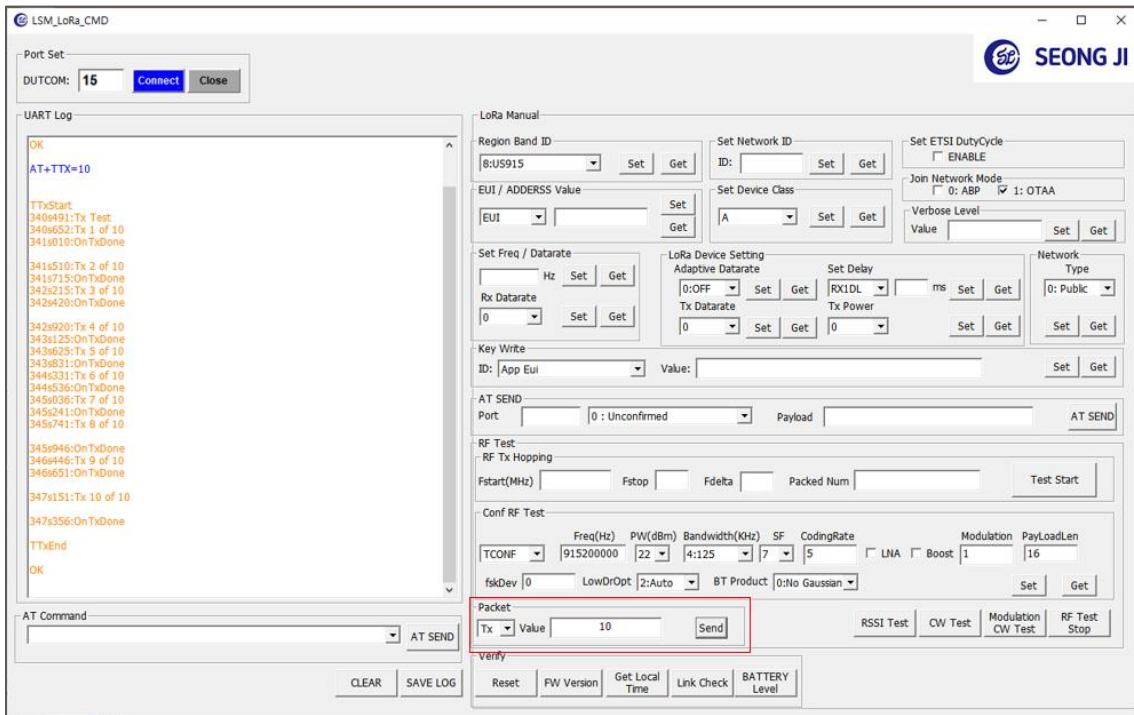 LSM_LoRa_CMD
SEONG JI
Port Set
DUTCOM: 15 Connect Close
UART Log
OK
AT+TTX=10
TTxStart
340s491:Tx Test
340s652:Tx 1 of 10
341s010:OnTxDone
341s510:Tx 2 of 10
341s715:OnTxDone
342s215:Tx 3 of 10
342s420:OnTxDone
342s920:Tx 4 of 10
343s125:OnTxDone
343s625:Tx 5 of 10
343s831:OnTxDone
344s331:Tx 6 of 10
344s536:OnTxDone
345s036:Tx 7 of 10
345s241:OnTxDone
345s741:Tx 8 of 10
345s946:OnTxDone
346s446:Tx 9 of 10
346s651:OnTxDone
347s151:Tx 10 of 10
347s356:OnTxDone
TTxEnd
OK
AT Command
AT SEND
CLEAR SAVE LOG
LoRa Manual
Region Band ID
8:US915 Set Get
Set Network ID
ID: Set Get
Set ETSI DutyCycle
ENABLE
Join Network Mode
0: ABP 1: OTAA
EUI / ADDERSS Value
EUI Set Get
Set Device Class
A Set Get
Verbose Level
Value Set Get
Set Freq / Datarate
Hz Set Get
Rx Datarate
0 Set Get
LoRa Device Setting
Adaptive Datarate Set Delay
0:OFF Set Get RX1DL ms Set Get
Tx Datarate Tx Power
0 Set Get 0 Set Get
Network
Type
0: Public
Set Get
Key Write
ID: App Eui Value: Set Get
AT SEND
Port 0 : Unconfirmed Payload AT SEND
RF Test
RF Tx Hopping
Fstart(MHz) Fstop Fdelta Packed Num Test Start
Conf RF Test
Freq(Hz) PW(dBm) Bandwidth(KHz) SF CodingRate Modulation PayLoadLen
TCONF 915200000 22 4:125 7 5 LNA Boost 1 16
fskDev 0 LowDrOpt 2:Auto BT Product 0:No Gaussian Set Get
Packet
Tx Value 10 Send
RSSI Test CW Test Modulation CW Test RF Test Stop
Verify
Reset FW Version Get Local Time Link Check BATTERY Level